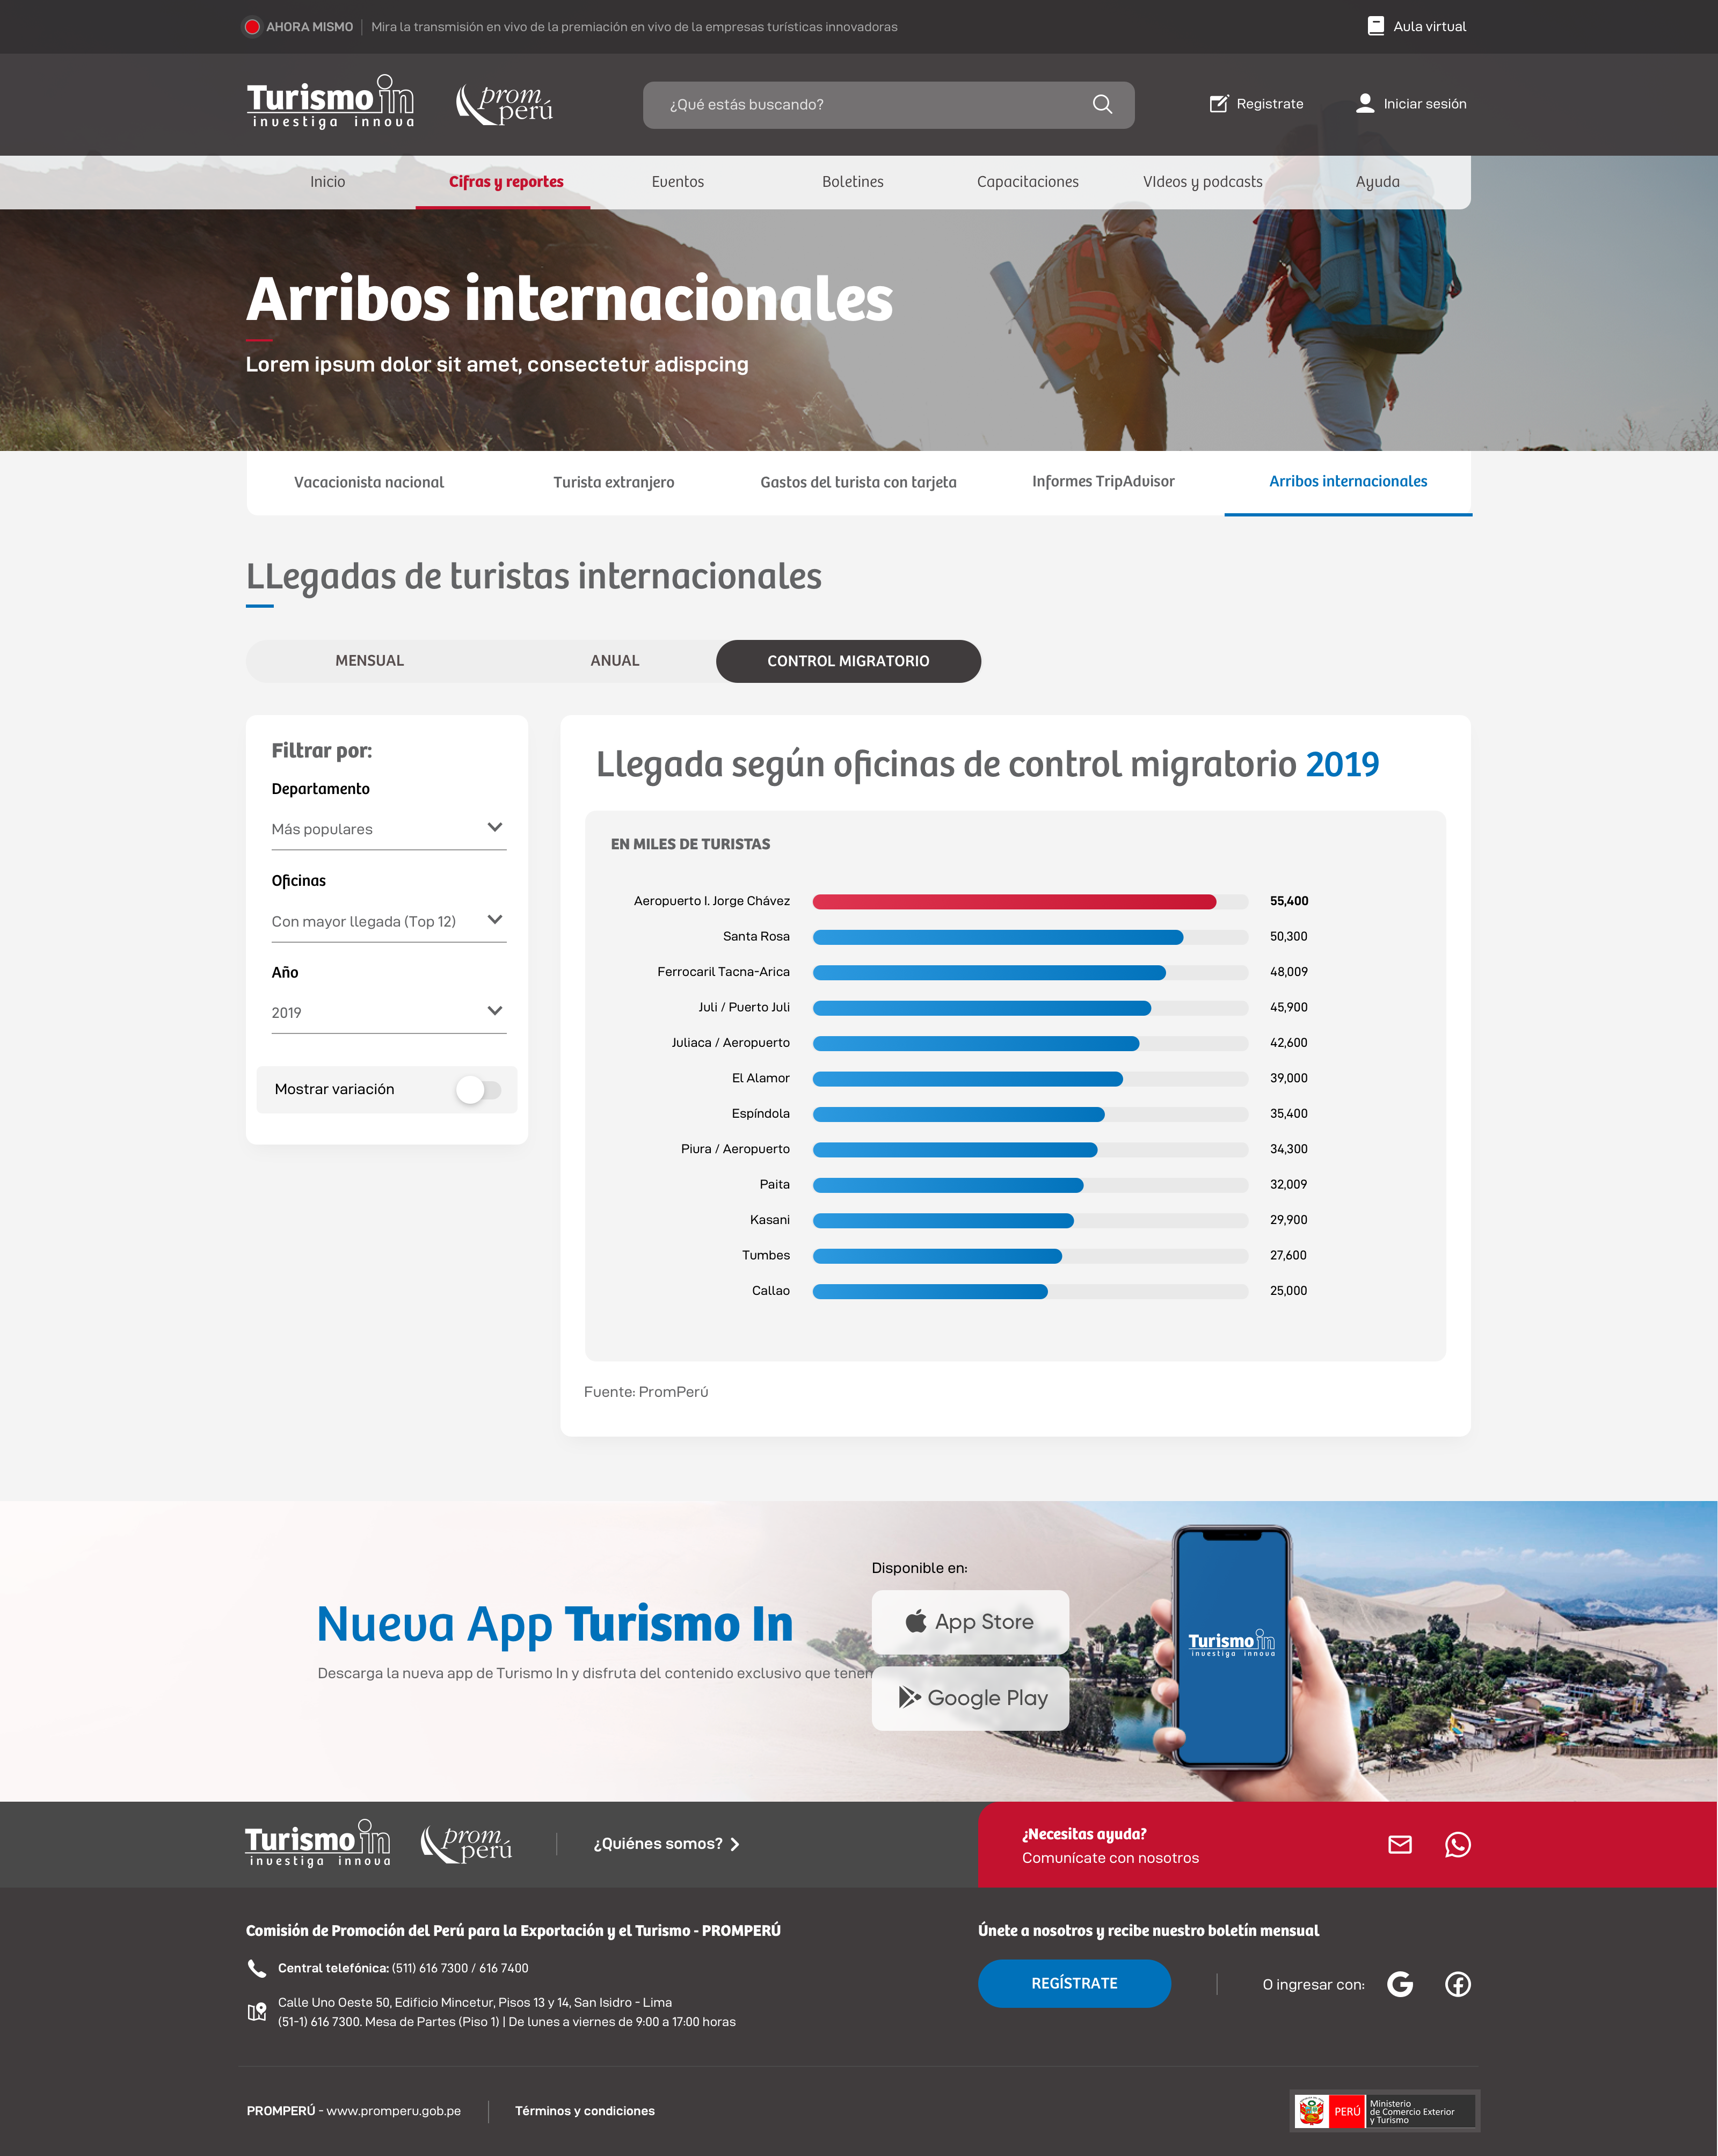 AHORA MISMO | Mira la transmisión en vivo de la premiación en vivo de la empresas turísticas innovadoras
Aula virtual
Turismo in
investiga innova
prom
perú
¿Qué estás buscando?
Registrate
Iniciar sesión
Inicio
Cifras y reportes
Eventos
Boletines
Capacitaciones
VIdeos y podcasts
Ayuda
Arribos internacionales
Lorem ipsum dolor sit amet, consectetur adispcing
Vacacionista nacional
Turista extranjero
Gastos del turista con tarjeta
Informes TripAdvisor
Arribos internacionales
LLegadas de turistas internacionales
MENSUAL
ANUAL
CONTROL MIGRATORIO
Filtrar por:
Departamento
Más populares
Oficinas
Con mayor llegada (Top 12)
Año
2019
Mostrar variación
Llegada según oficinas de control migratorio 2019
EN MILES DE TURISTAS
Aeropuerto I. Jorge Chávez 55,400
Santa Rosa 50,300
Ferrocaril Tacna-Arica 48,009
Juli / Puerto Juli 45,900
Juliaca / Aeropuerto 42,600
El Alamor 39,000
Espíndola 35,400
Piura / Aeropuerto 34,300
Paita 32,009
Kasani 29,900
Tumbes 27,600
Callao 25,000
Fuente: PromPerú
Nueva App Turismo In
Descarga la nueva app de Turismo In y disfruta del contenido exclusivo que tenen
Disponible en:
App Store
Google Play
Turismo in
investiga innova
Turismo in
investiga innova
prom
perú
¿Quiénes somos?
¿Necesitas ayuda?
Comunícate con nosotros
Comisión de Promoción del Perú para la Exportación y el Turismo - PROMPERÚ
Central telefónica: (511) 616 7300 / 616 7400
Calle Uno Oeste 50, Edificio Mincetur, Pisos 13 y 14, San Isidro - Lima
(51-1) 616 7300. Mesa de Partes (Piso 1) | De lunes a viernes de 9:00 a 17:00 horas
Únete a nosotros y recibe nuestro boletín mensual
REGÍSTRATE
O ingresar con:
PROMPERÚ - www.promperu.gob.pe
Términos y condiciones
PERÚ
Ministerio
de Comercio Exterior
y Turismo